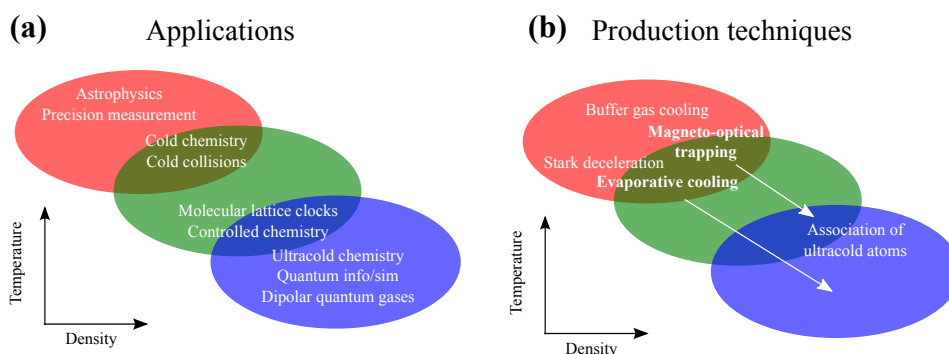 (a)
Applications
Astrophysics
Precision measurement
Cold chemistry
Cold collisions
Molecular lattice clocks
Controlled chemistry
Ultracold chemistry
Quantum info/sim
Dipolar quantum gases
Temperature
Density
(b)
Production techniques
Buffer gas cooling
Magneto-optical
trapping
Stark deceleration
Evaporative cooling
Association of
ultracold atoms
Temperature
Density